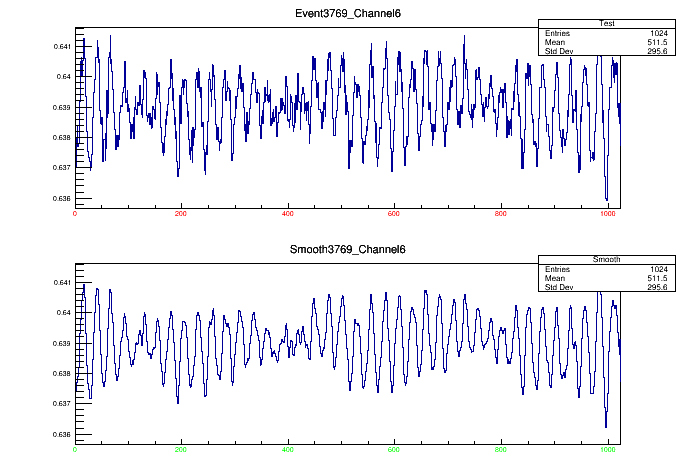 Event3769_Channel6
Test
Entries 1024
Mean 511.5
Std Dev 295.6
0.641
0.64
0.639
0.638
0.637
0.636
0 200 400 600 800 1000
Smooth3769_Channel6
Smooth
Entries 1024
Mean 511.5
Std Dev 295.6
0.641
0.64
0.639
0.638
0.637
0.636
0 200 400 600 800 1000